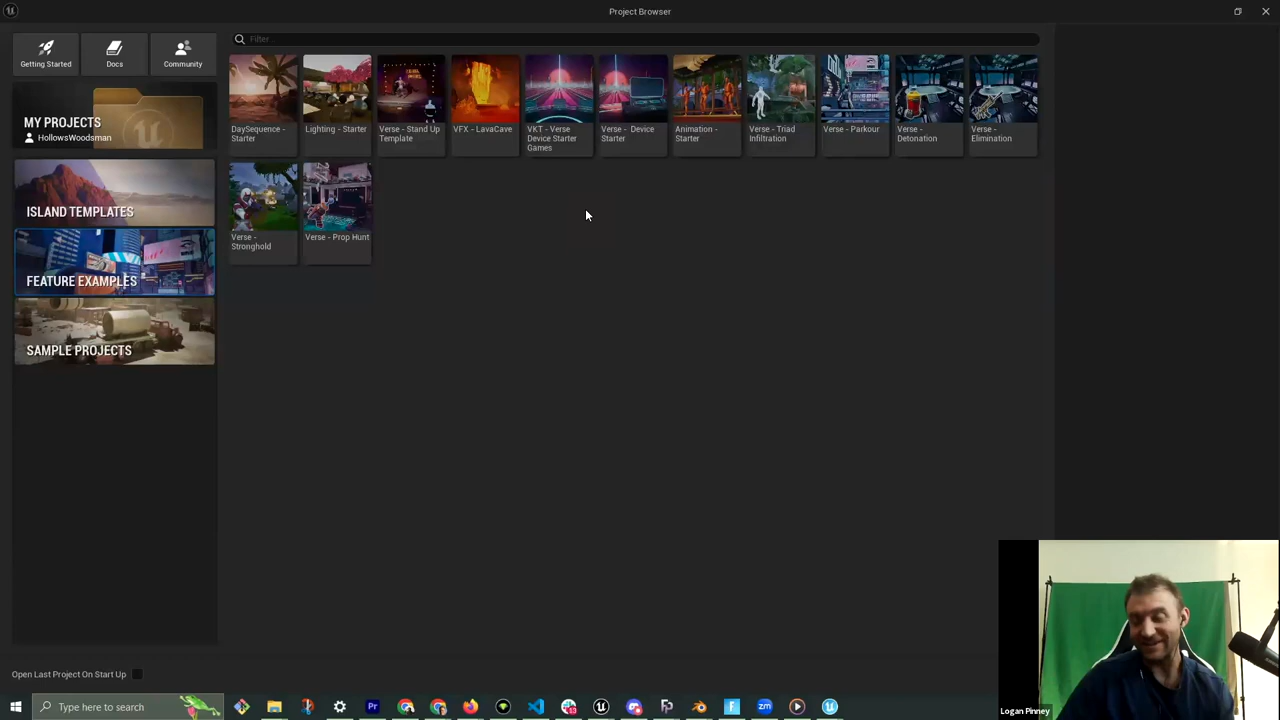 Project Browser
Getting Started
Docs
Community
Filter...
MY PROJECTS
HollowsWoodsman
ISLAND TEMPLATES
FEATURE EXAMPLES
SAMPLE PROJECTS
DaySequence -
Starter
Lighting - Starter
Verse - Stand Up
Template
VFX - LavaCave
VKT - Verse
Device Starter
Games
Verse - Device
Starter
Animation -
Starter
Verse - Triad
Infiltration
Verse - Parkour
Verse -
Detonation
Verse -
Elimination
Verse -
Stronghold
Verse - Prop Hunt
Open Last Project On Start Up
Type here to search
Logan Pinney